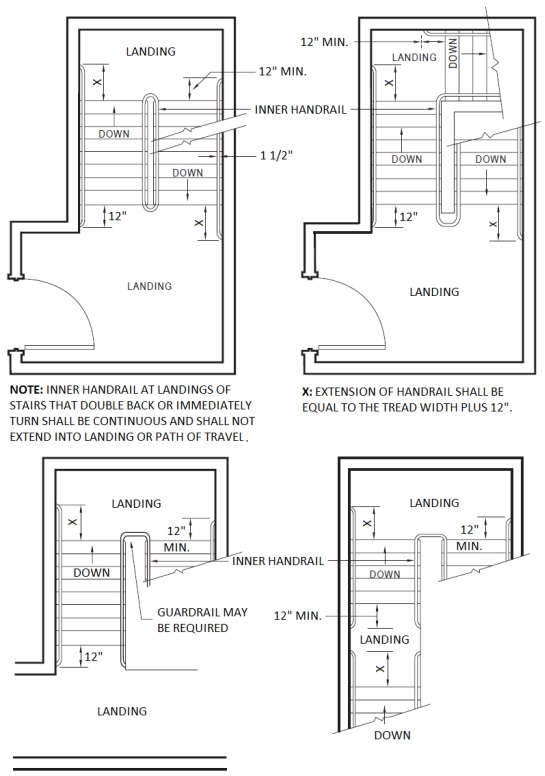 LANDING
X
12" MIN.
DOWN
INNER HANDRAIL
1 1/2"
DOWN
12"
X
LANDING
12" MIN.
LANDING
DOWN
X
DOWN
DOWN
12"
X
LANDING
NOTE: INNER HANDRAIL AT LANDINGS OF
STAIRS THAT DOUBLE BACK OR IMMEDIATELY
TURN SHALL BE CONTINUOUS AND SHALL NOT
EXTEND INTO LANDING OR PATH OF TRAVEL.
X: EXTENSION OF HANDRAIL SHALL BE
EQUAL TO THE TREAD WIDTH PLUS 12".
LANDING
X
12"
MIN.
DOWN
INNER HANDRAIL
GUARDRAIL MAY
BE REQUIRED
12"
LANDING
LANDING
X
12"
MIN.
DOWN
12" MIN.
LANDING
X
DOWN